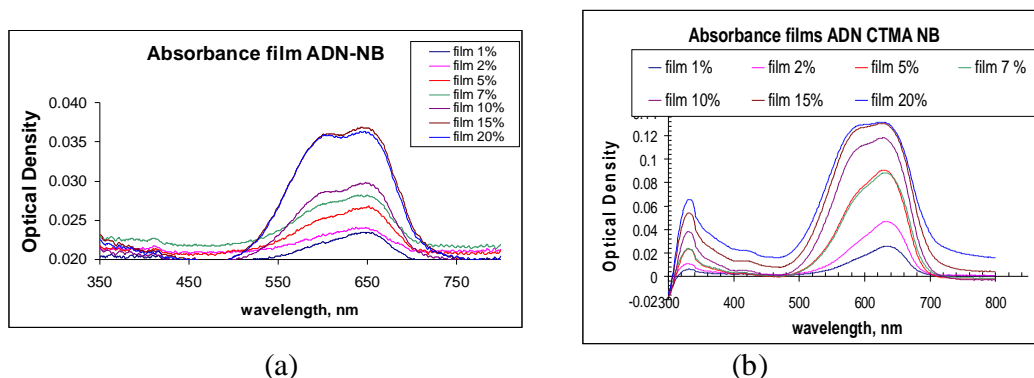 Absorbance film ADN-NB
film 1%
film 2%
film 5%
film 7%
film 10%
film 15%
film 20%
0.040
0.035
0.030
0.025
0.020
350
450
550
650
750
Optical Density
wavelength, nm
(a)
Absorbance films ADN CTMA NB
film 1% film 2% film 5% film 7 %
film 10% film 15% film 20%
0.12
0.1
0.08
0.06
0.04
0.02
0
-0.02
300 400 500 600 700 800
Optical Density
wavelength, nm
(b)